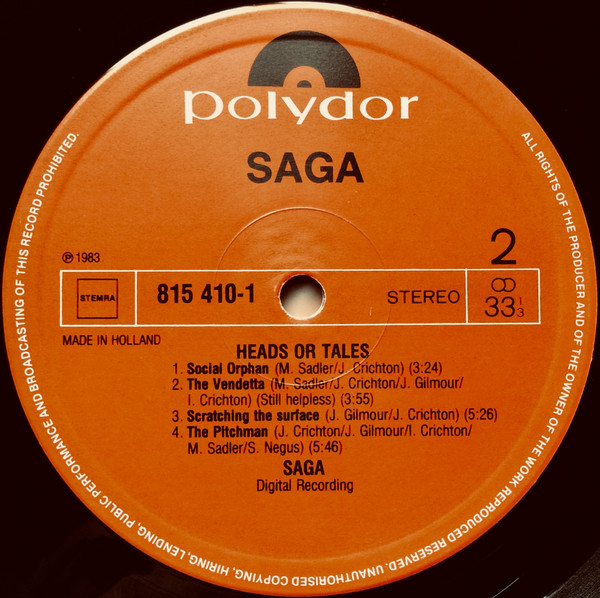 polydor
SAGA
℗ 1983
2
STEMRA
815 410-1
STEREO
33 1/3
MADE IN HOLLAND
HEADS OR TALES
1. Social Orphan (M. Sadler/J. Crichton) (3:24)
2. The Vendetta (M. Sadler/J. Crichton/J. Gilmour/
I. Crichton) (Still helpless) (3:55)
3. Scratching the surface (J. Gilmour/J. Crichton) (5:26)
4. The Pitchman (J. Crichton/J. Gilmour/I. Crichton/
M. Sadler/S. Negus) (5:46)
SAGA
Digital Recording
ALL RIGHTS OF THE PRODUCER AND OF THE OWNER OF THE WORK REPRODUCED RESERVED. UNAUTHORISED COPYING, HIRING, LENDING, PUBLIC PERFORMANCE AND BROADCASTING OF THIS RECORD PROHIBITED.